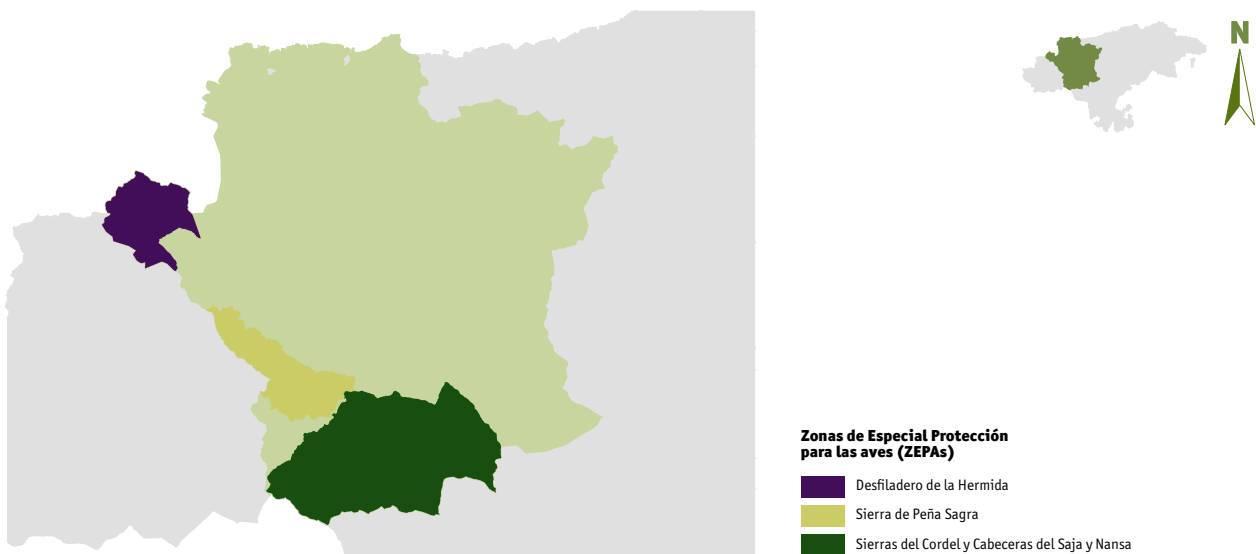 N
Zonas de Especial Protección
para las aves (ZEPAs)
Desfiladero de la Hermida
Sierra de Peña Sagra
Sierras del Cordel y Cabeceras del Saja y Nansa